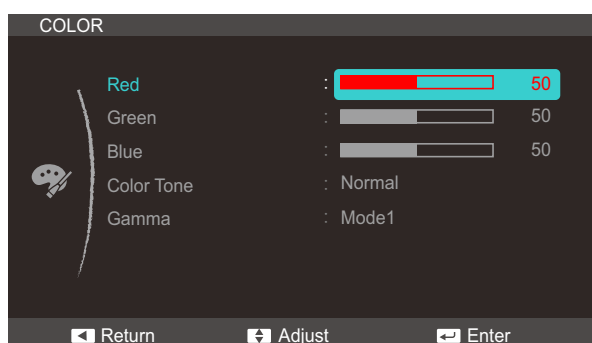 COLOR
Red : 50
Green : 50
Blue : 50
Color Tone : Normal
Gamma : Mode1
Return Adjust Enter